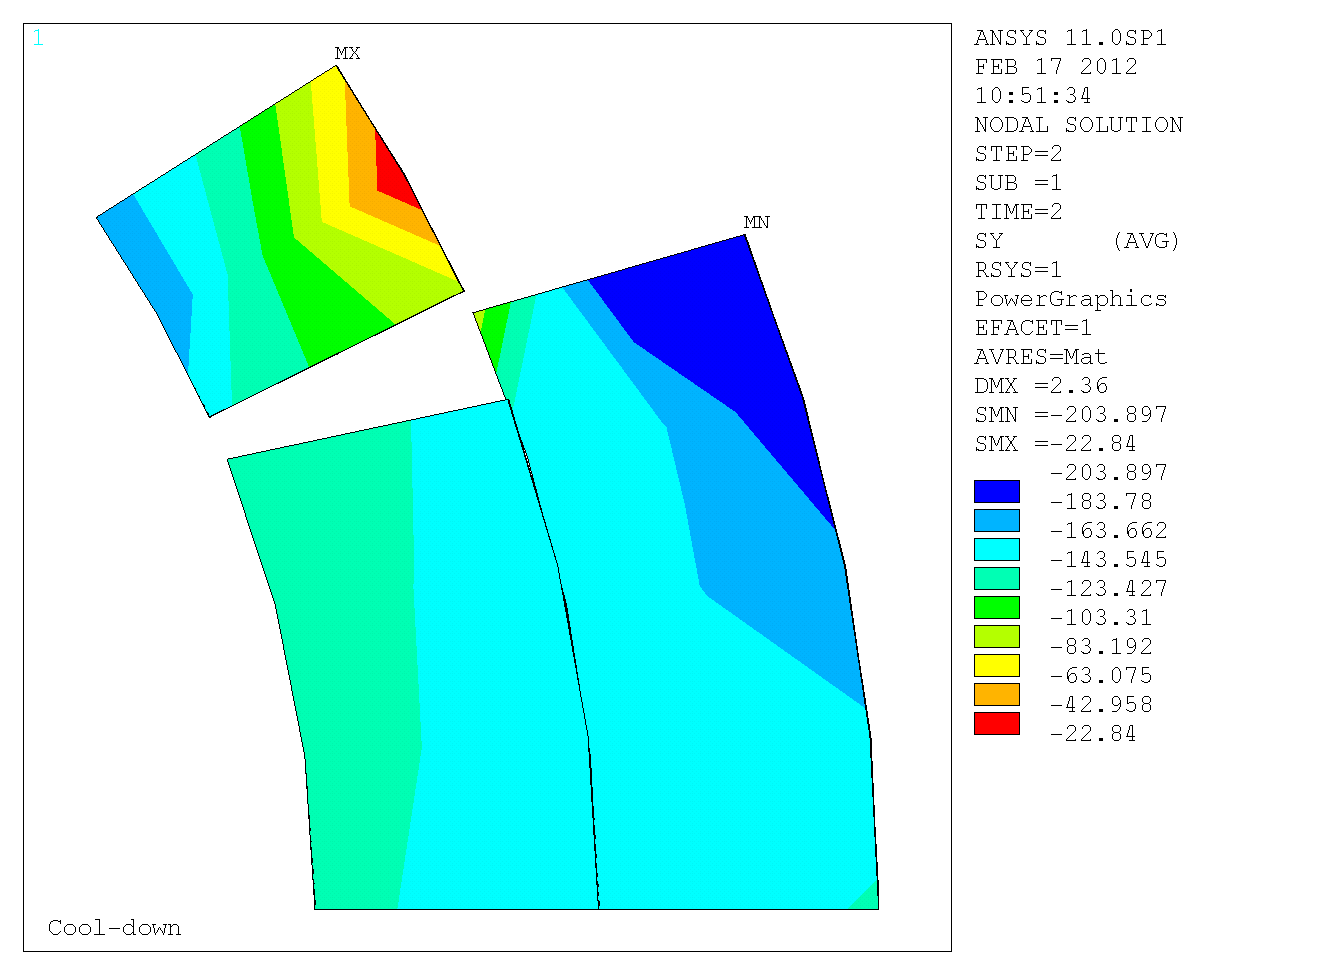 1
MX
MN
Cool-down
ANSYS 11.0SP1
FEB 17 2012
10:51:34
NODAL SOLUTION
STEP=2
SUB =1
TIME=2
SY (AVG)
RSYS=1
PowerGraphics
EFACET=1
AVRES=Mat
DMX =2.36
SMN =-203.897
SMX =-22.84
-203.897
-183.78
-163.662
-143.545
-123.427
-103.31
-83.192
-63.075
-42.958
-22.84